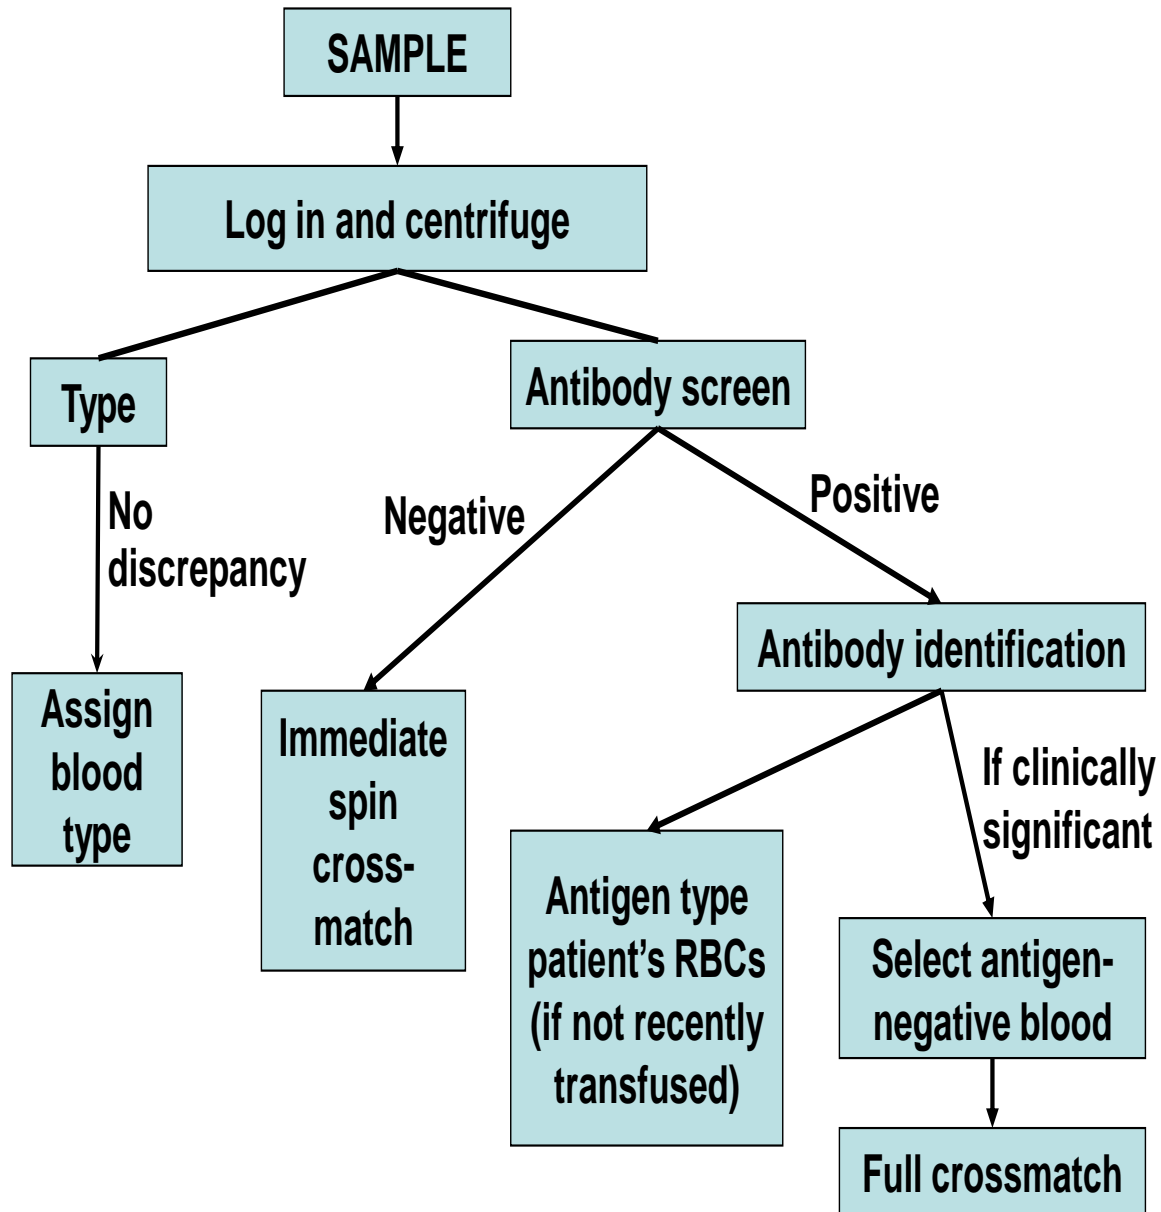 SAMPLE
Log in and centrifuge
Type
Antibody screen
No
discrepancy
Negative
Positive
Assign
blood
type
Immediate
spin
cross-
match
Antibody identification
If clinically
significant
Antigen type
patient’s RBCs
(if not recently
transfused)
Select antigen-
negative blood
Full crossmatch